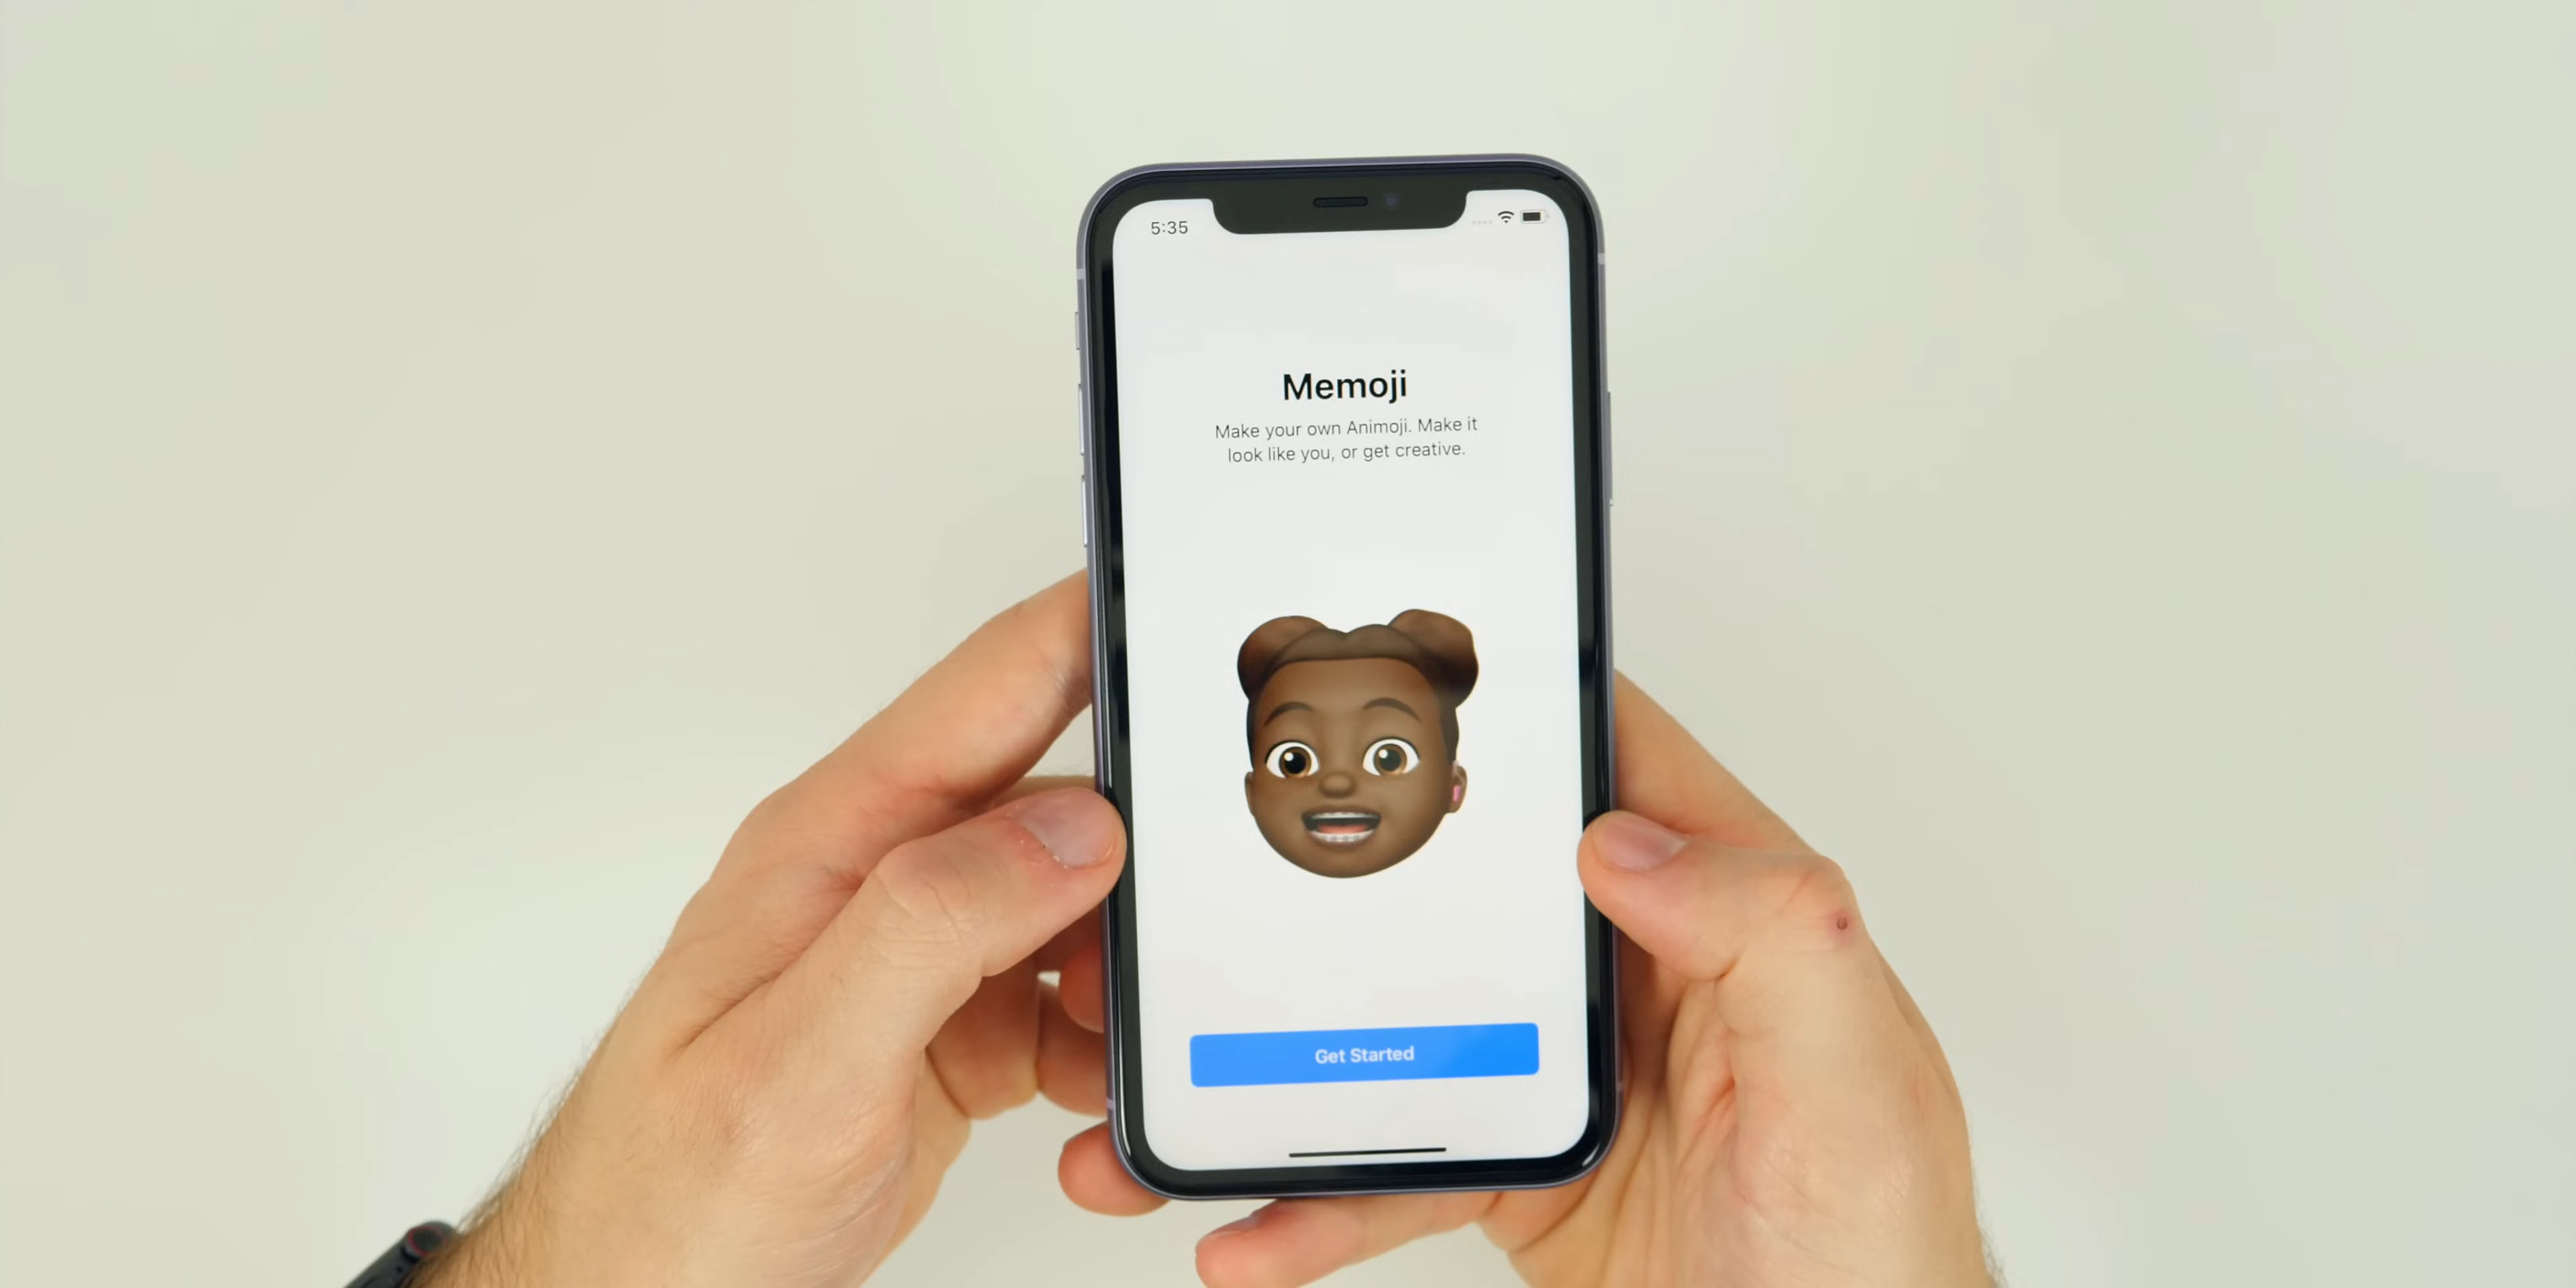 5:35
Memoji
Make your own Animoji. Make it
look like you, or get creative.
Get Started